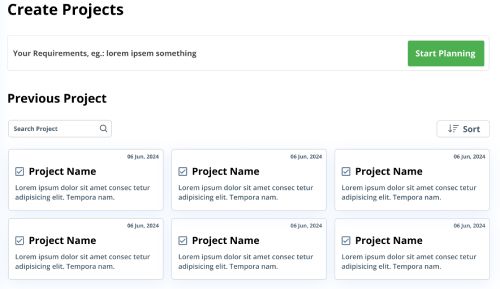 Create Projects
Your Requirements, eg.: lorem ipsem something
Start Planning
Previous Project
Search Project
Sort
06 Jun, 2024
Project Name
Lorem ipsum dolor sit amet consec tetur
adipisicing elit. Tempora nam.
06 Jun, 2024
Project Name
Lorem ipsum dolor sit amet consec tetur
adipisicing elit. Tempora nam.
06 Jun, 2024
Project Name
Lorem ipsum dolor sit amet consec tetur
adipisicing elit. Tempora nam.
06 Jun, 2024
Project Name
Lorem ipsum dolor sit amet consec tetur
adipisicing elit. Tempora nam.
06 Jun, 2024
Project Name
Lorem ipsum dolor sit amet consec tetur
adipisicing elit. Tempora nam.
06 Jun, 2024
Project Name
Lorem ipsum dolor sit amet consec tetur
adipisicing elit. Tempora nam.